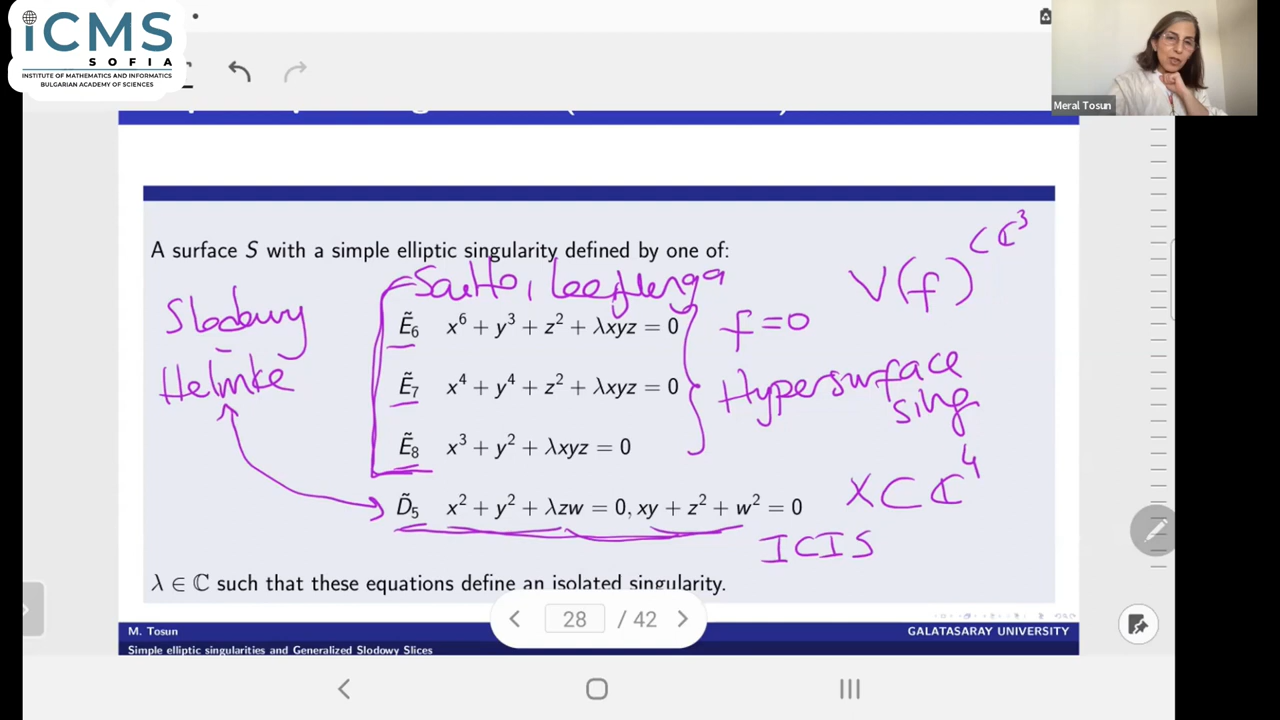 iCMS
SOFIA
INSTITUTE OF MATHEMATICS AND INFORMATICS
BULGARIAN ACADEMY OF SCIENCES
Meral Tosun
A surface S with a simple elliptic singularity defined by one of:
V(f) ⊂ ℂ³
Saito,
Slodowy
Ẽ₆ x⁶ + y³ + z² + λxyz = 0
f = 0
Helmke
Ẽ₇ x⁴ + y⁴ + z² + λxyz = 0
Hypersurface
sing
Ẽ₈ x³ + y² + λxyz = 0
D̃₅ x² + y² + λzw = 0, xy + z² + w² = 0
X ⊂ ℂ⁴
ICIS
λ ∈ ℂ such that these equations define an isolated singularity.
28 / 42
M. Tosun
GALATASARAY UNIVERSITY
Simple elliptic singularities and Generalized Slodowy Slices